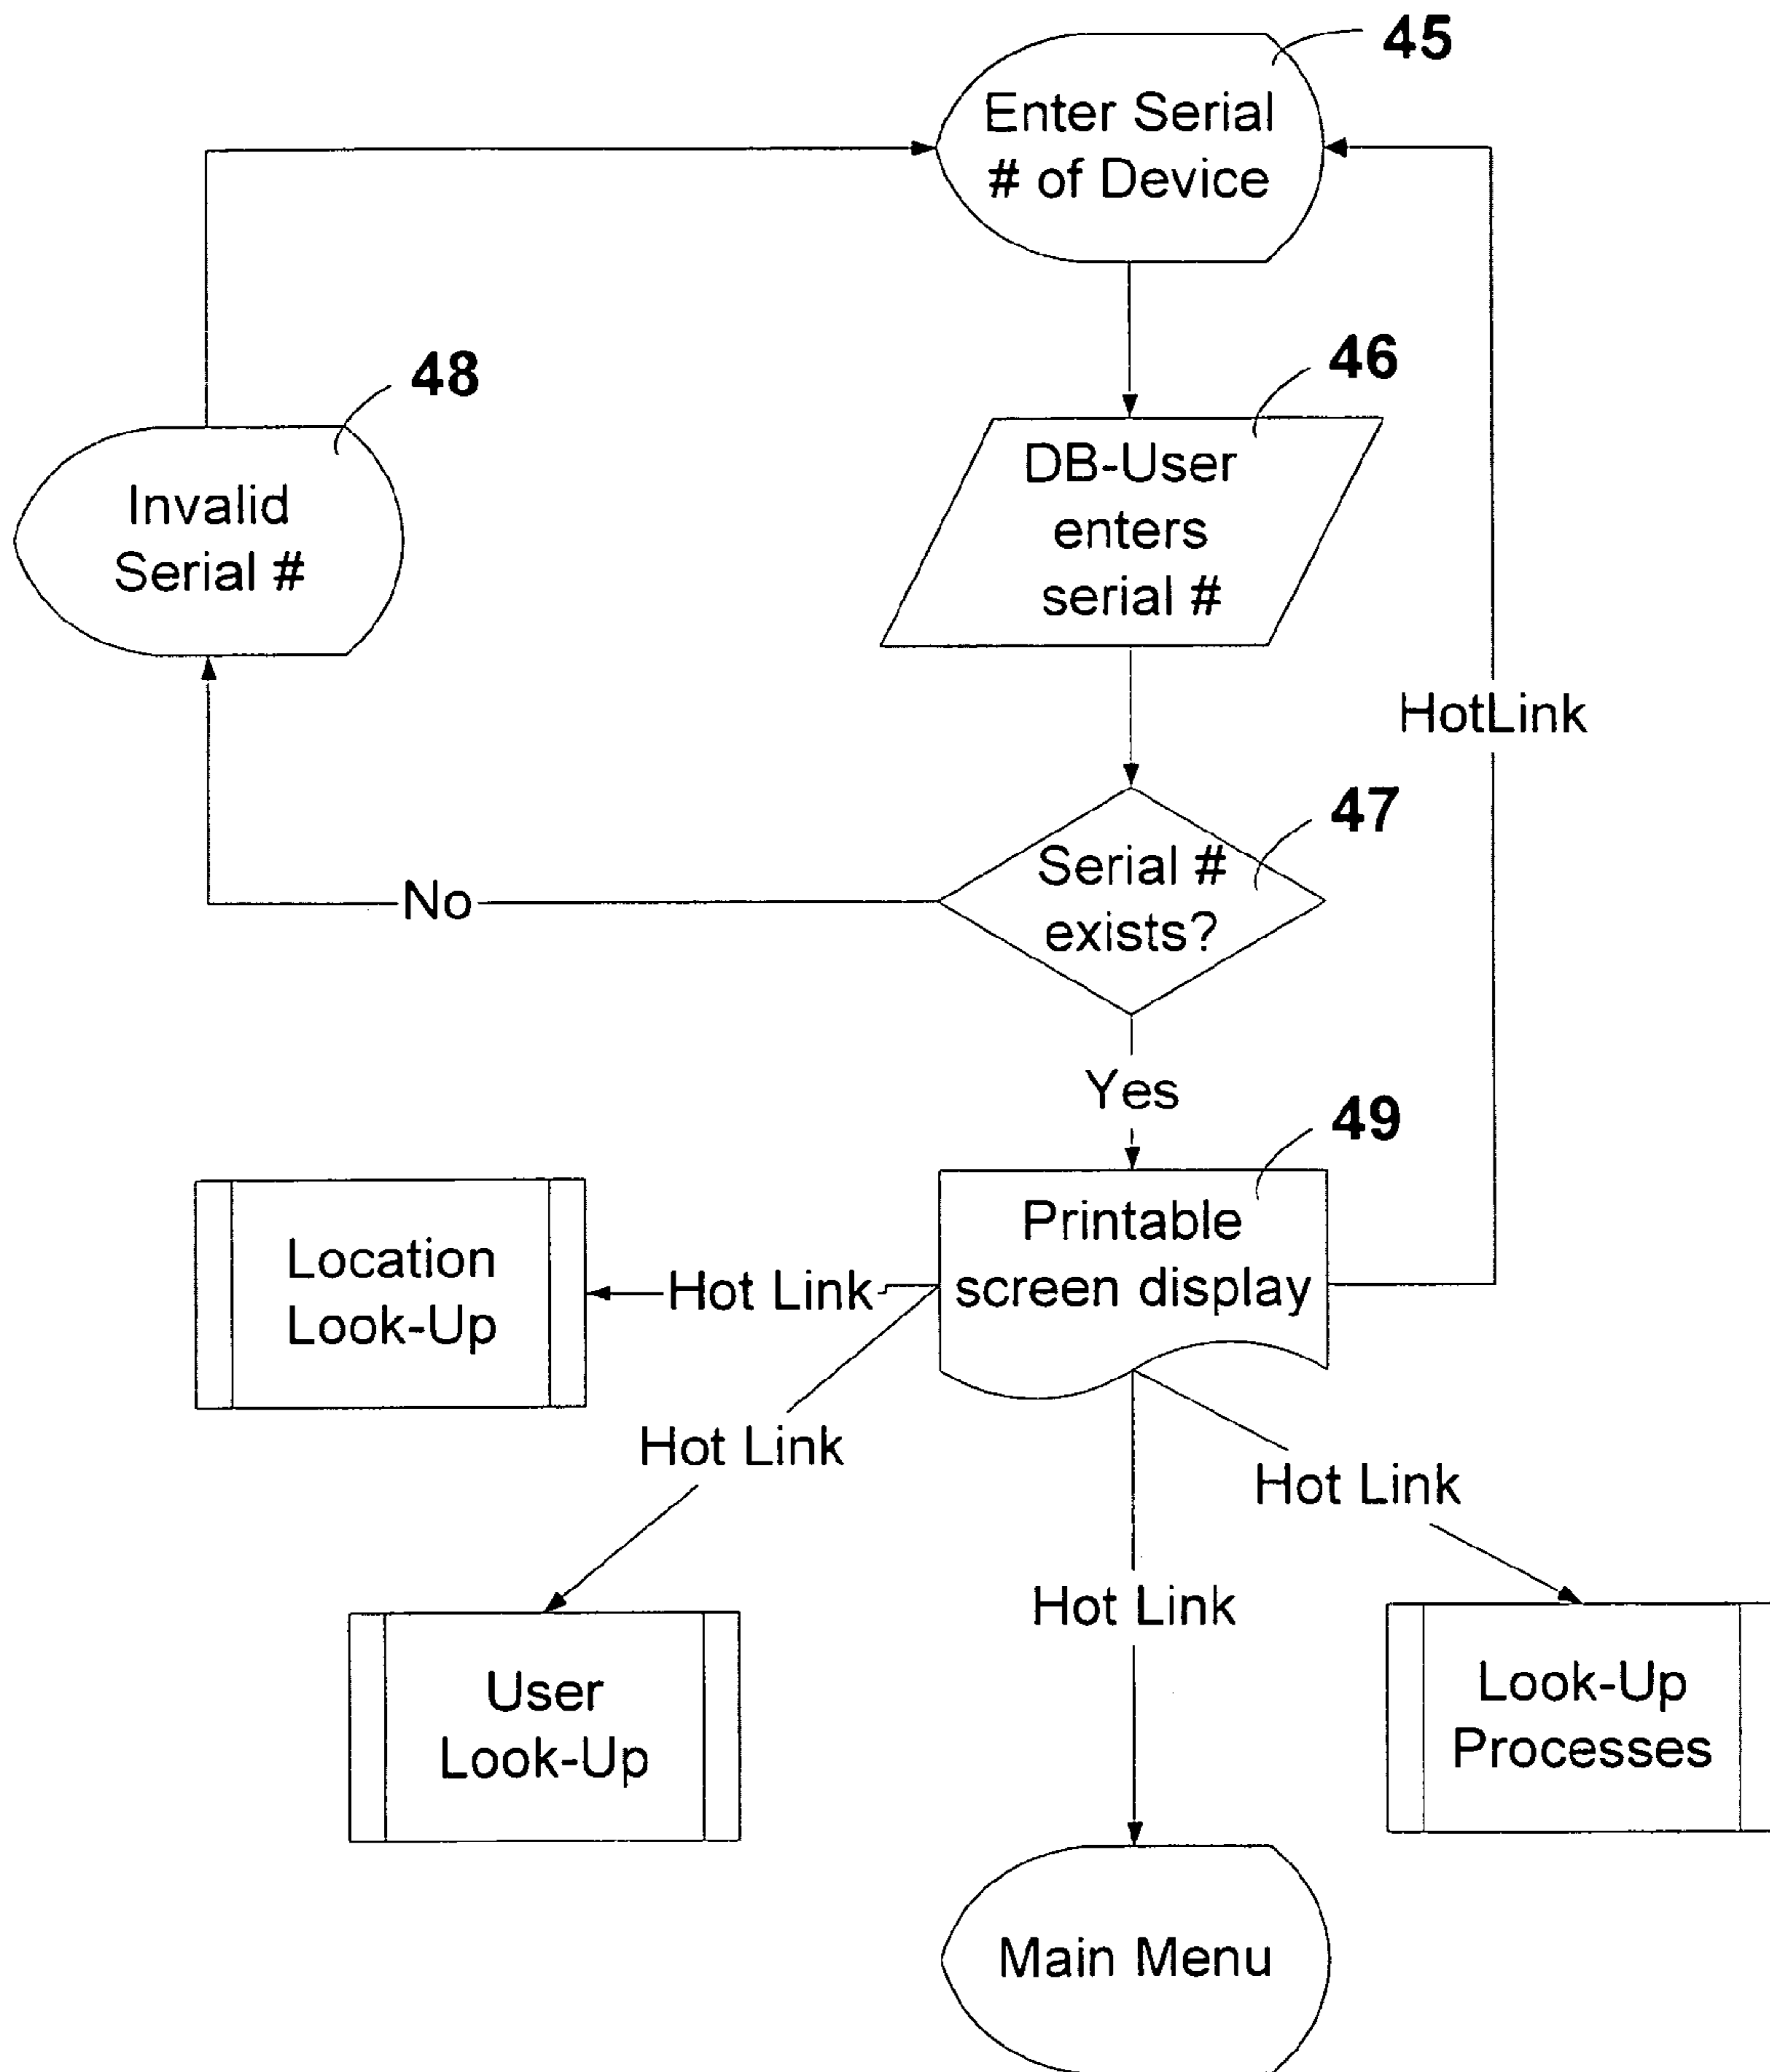 45
Enter Serial
# of Device
48
46
Invalid
Serial #
DB-User
enters
serial #
HotLink
47
Serial #
exists?
No
Yes
49
Printable
screen display
Location
Look-Up
Hot Link
Hot Link
Hot Link
Hot Link
User
Look-Up
Look-Up
Processes
Main Menu